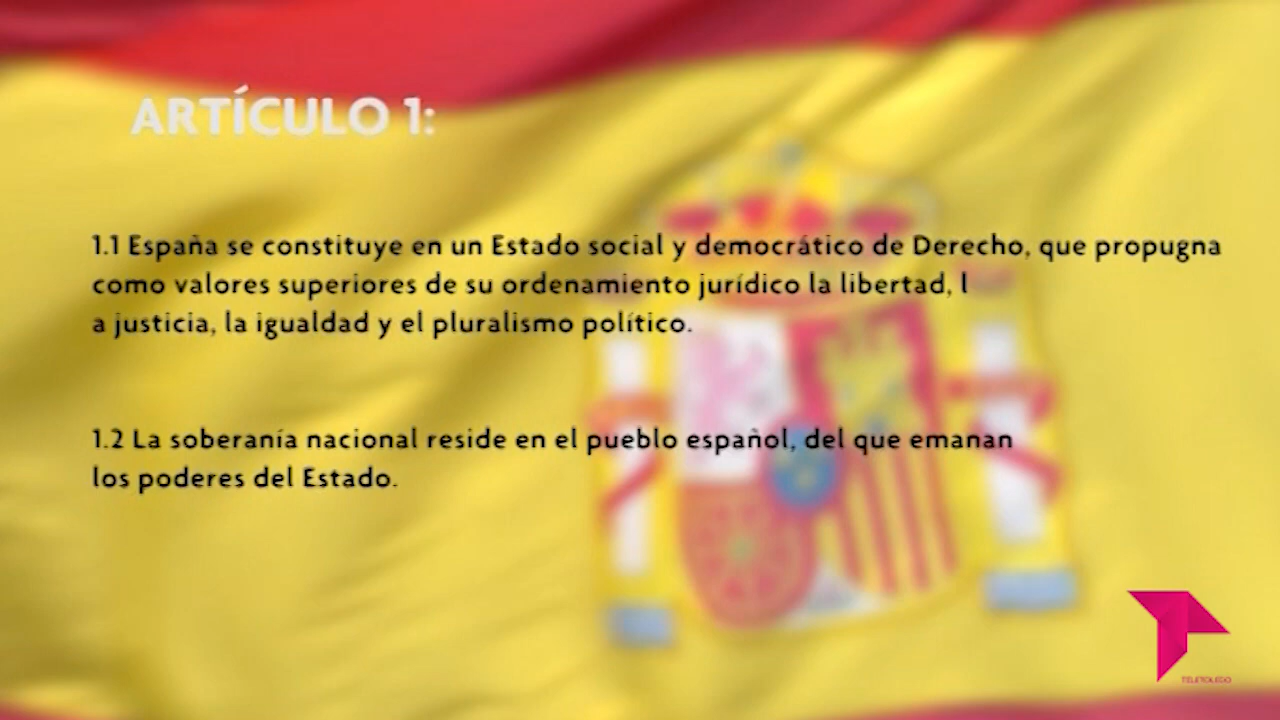 ARTÍCULO 1:
1.1 España se constituye en un Estado social y democrático de Derecho, que propugna
como valores superiores de su ordenamiento jurídico la libertad, l
a justicia, la igualdad y el pluralismo político.
1.2 La soberanía nacional reside en el pueblo español, del que emanan
los poderes del Estado.
TELETOLEDO